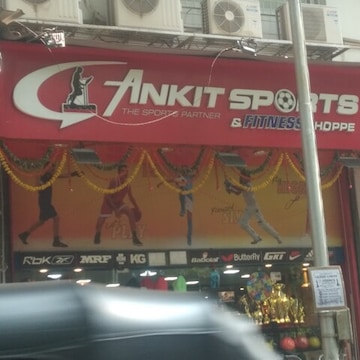 ANKIT SPORTS
THE SPORTS PARTNER
& FITNESS SHOPPE
Rbk MRF KG Butterfly GKI